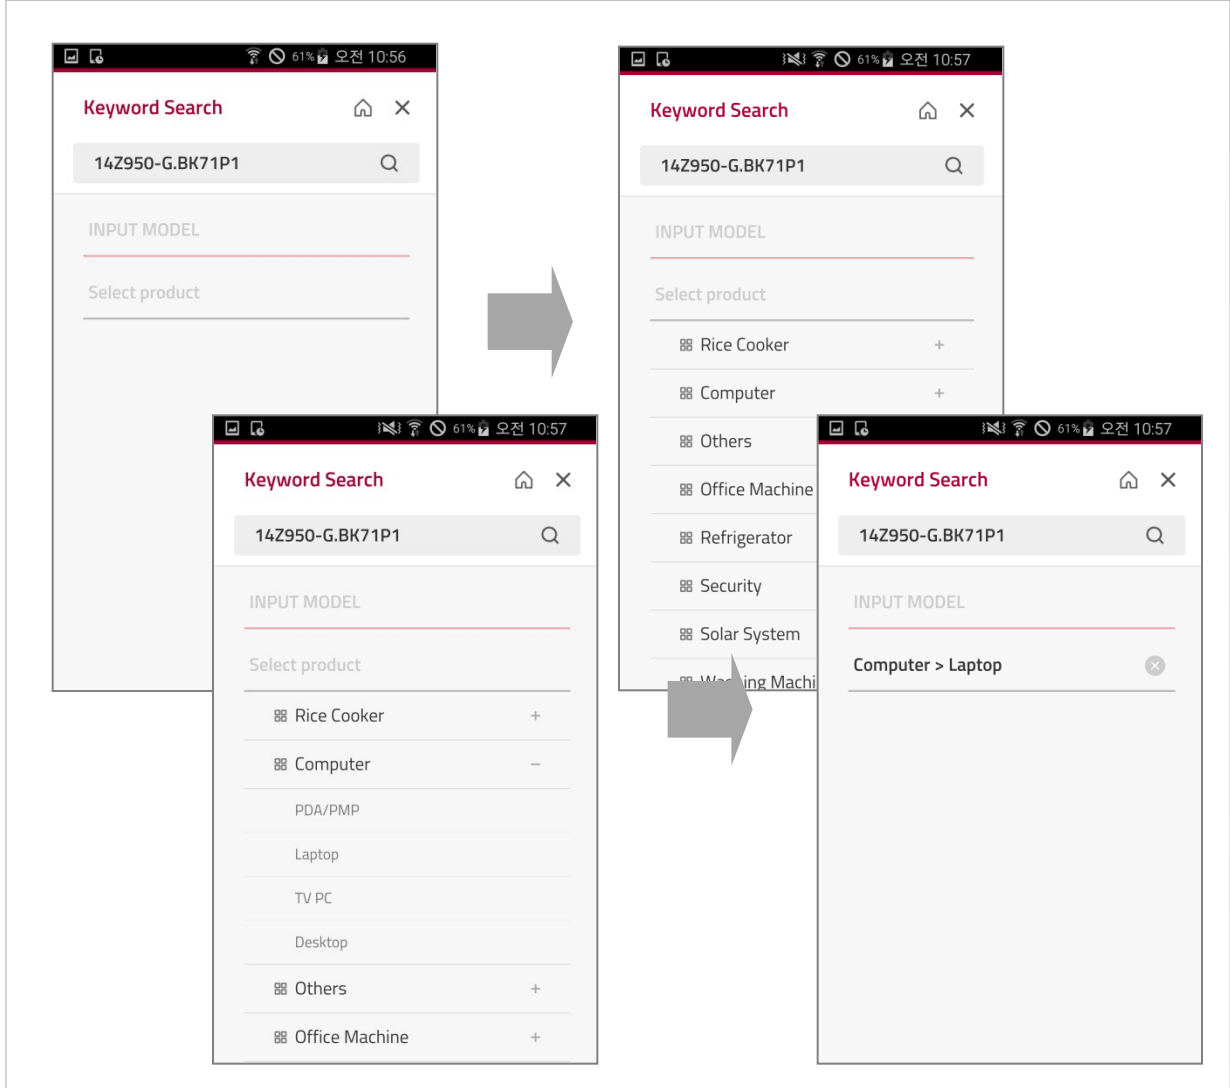 61% 오전 10:56
Keyword Search
14Z950-G.BK71P1
INPUT MODEL
Select product
61% 오전 10:57
Keyword Search
14Z950-G.BK71P1
INPUT MODEL
Select product
Rice Cooker +
Computer +
Others
Office Machine
Refrigerator
Security
Solar System
Washing Machi
61% 오전 10:57
Keyword Search
14Z950-G.BK71P1
INPUT MODEL
Select product
Rice Cooker +
Computer −
PDA/PMP
Laptop
TV PC
Desktop
Others +
Office Machine +
61% 오전 10:57
Keyword Search
14Z950-G.BK71P1
INPUT MODEL
Computer > Laptop